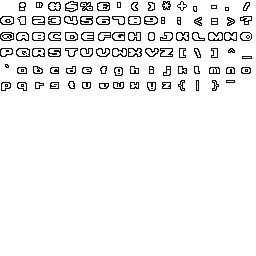 ! " # $ % & ' ( ) * + , - . /
0 1 2 3 4 5 6 7 8 9 : ; < = > ?
@ A B C D E F G H I J K L M N O
P Q R S T U V W X Y Z [ \ ] ^ _
` a b c d e f g h i j k l m n o
p q r s t u v w x y z { | } ~